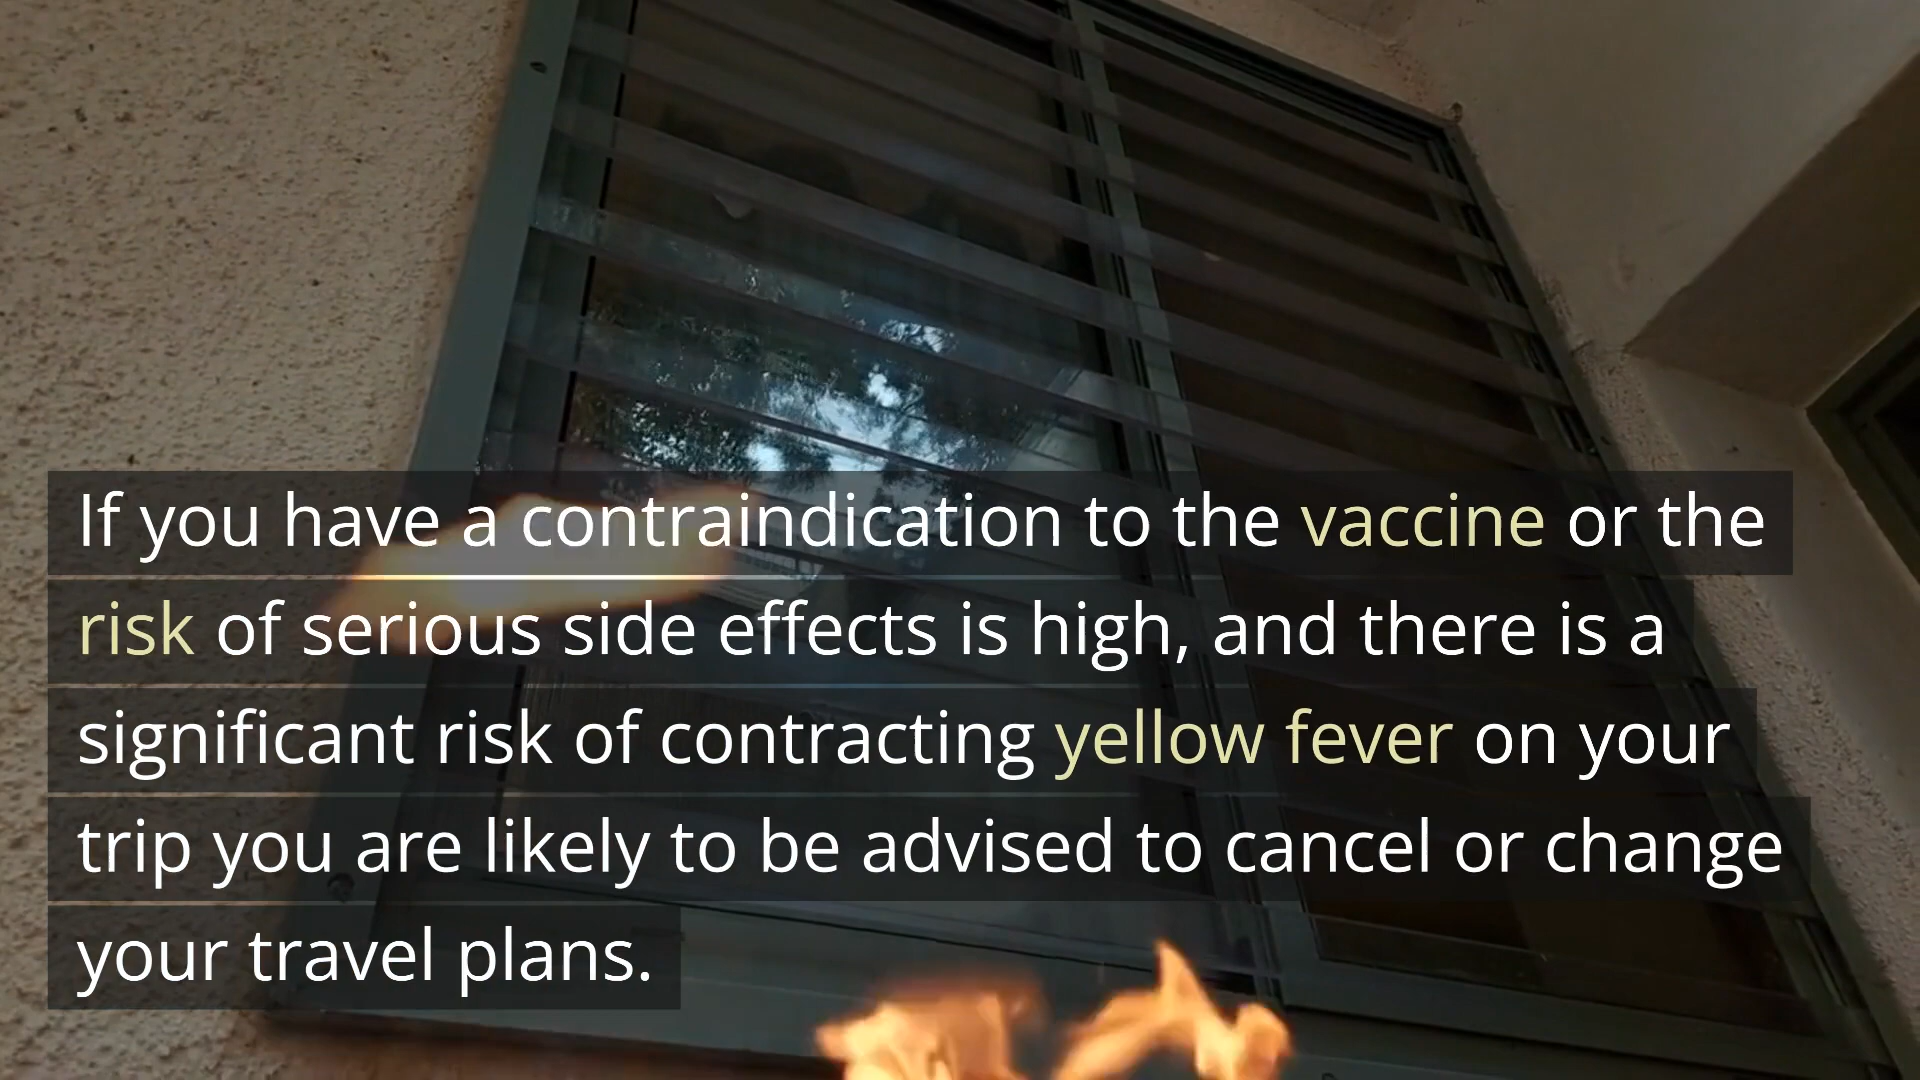 If you have a contraindication to the vaccine or the
risk of serious side effects is high, and there is a
significant risk of contracting yellow fever on your
trip you are likely to be advised to cancel or change
your travel plans.